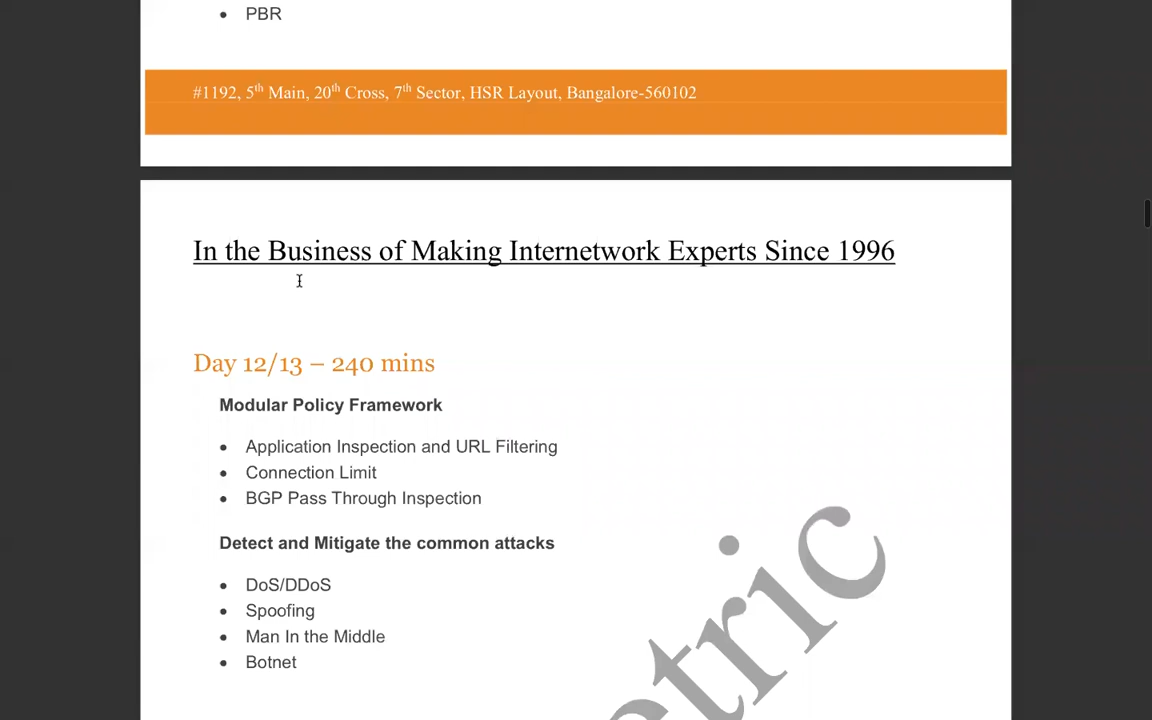 • PBR
#1192, 5th Main, 20th Cross, 7th Sector, HSR Layout, Bangalore-560102
In the Business of Making Internetwork Experts Since 1996
Day 12/13 – 240 mins
Modular Policy Framework
• Application Inspection and URL Filtering
• Connection Limit
• BGP Pass Through Inspection
Detect and Mitigate the common attacks
• DoS/DDoS
• Spoofing
• Man In the Middle
• Botnet
etric